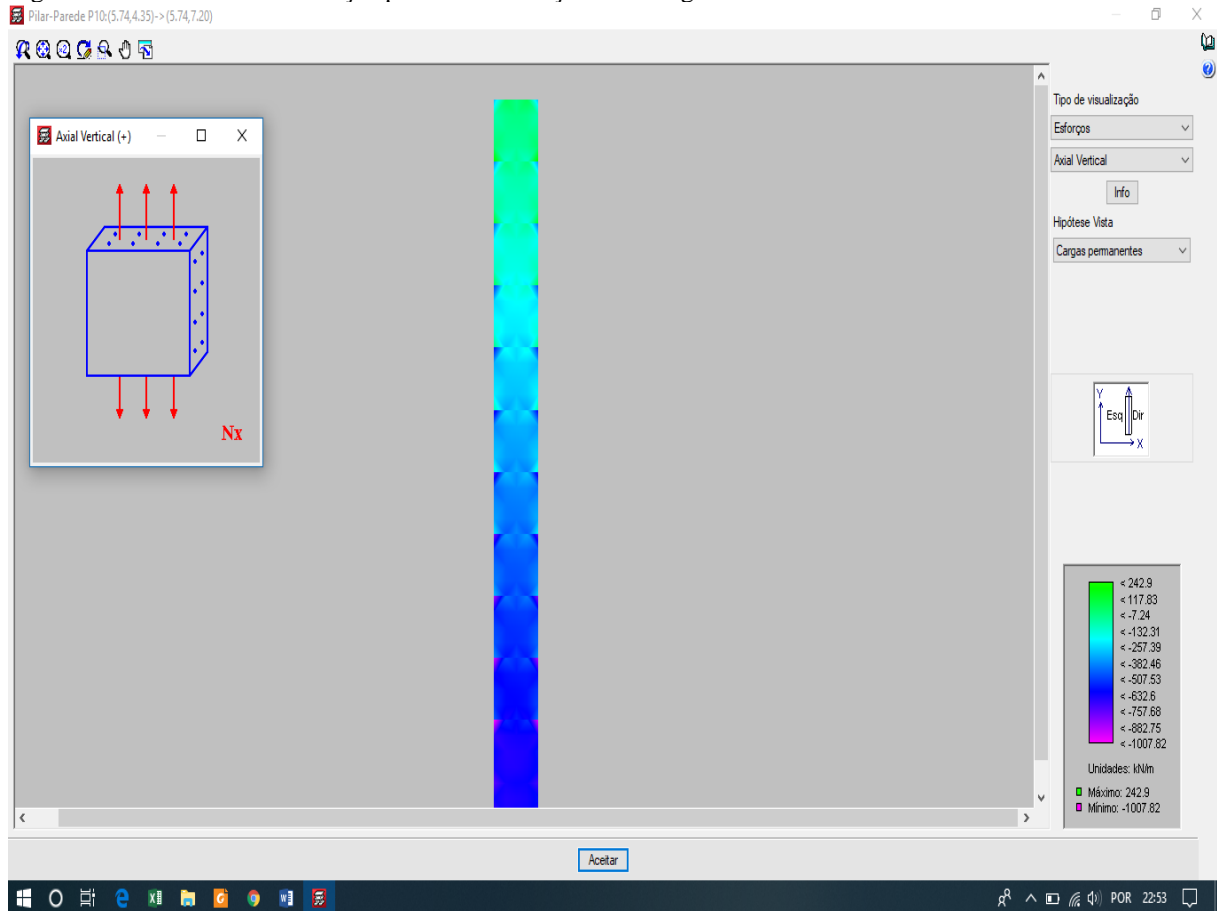 Pilar-Parede P10:(5.74,4.35)->(5.74,7.20)
Tipo de visualização
Esforços
Axial Vertical
Info
Hipótese Vista
Cargas permanentes
Axial Vertical (+)
Nx
Y
Esq Dir
X
< 242.9
< 117.83
< -7.24
< -132.31
< -257.39
< -382.46
< -507.53
< -632.6
< -757.68
< -882.75
< -1007.82
Unidades: kN/m
Máximo: 242.9
Mínimo: -1007.82
Aceitar
POR 22:53